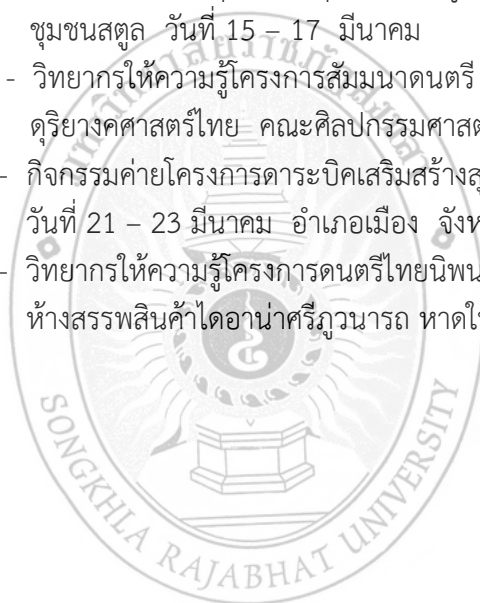 ชุมชนสตูล วันที่ 15 – 17 มีนาคม
- วิทยากรให้ความรู้โครงการสัมมนาดนตรี
ดุริยางคศาสตร์ไทย คณะศิลปกรรมศาสต
- กิจกรรมค่ายโครงการดาระบิคเสริมสร้างสุ
วันที่ 21 – 23 มีนาคม อำเภอเมือง จังห
- วิทยากรให้ความรู้โครงการดนตรีไทยนิพน
ห้างสรรพสินค้าไดอาน่าศรีภูวนารถ หาดให
SONGKHLA RAJABHAT UNIVERSITY